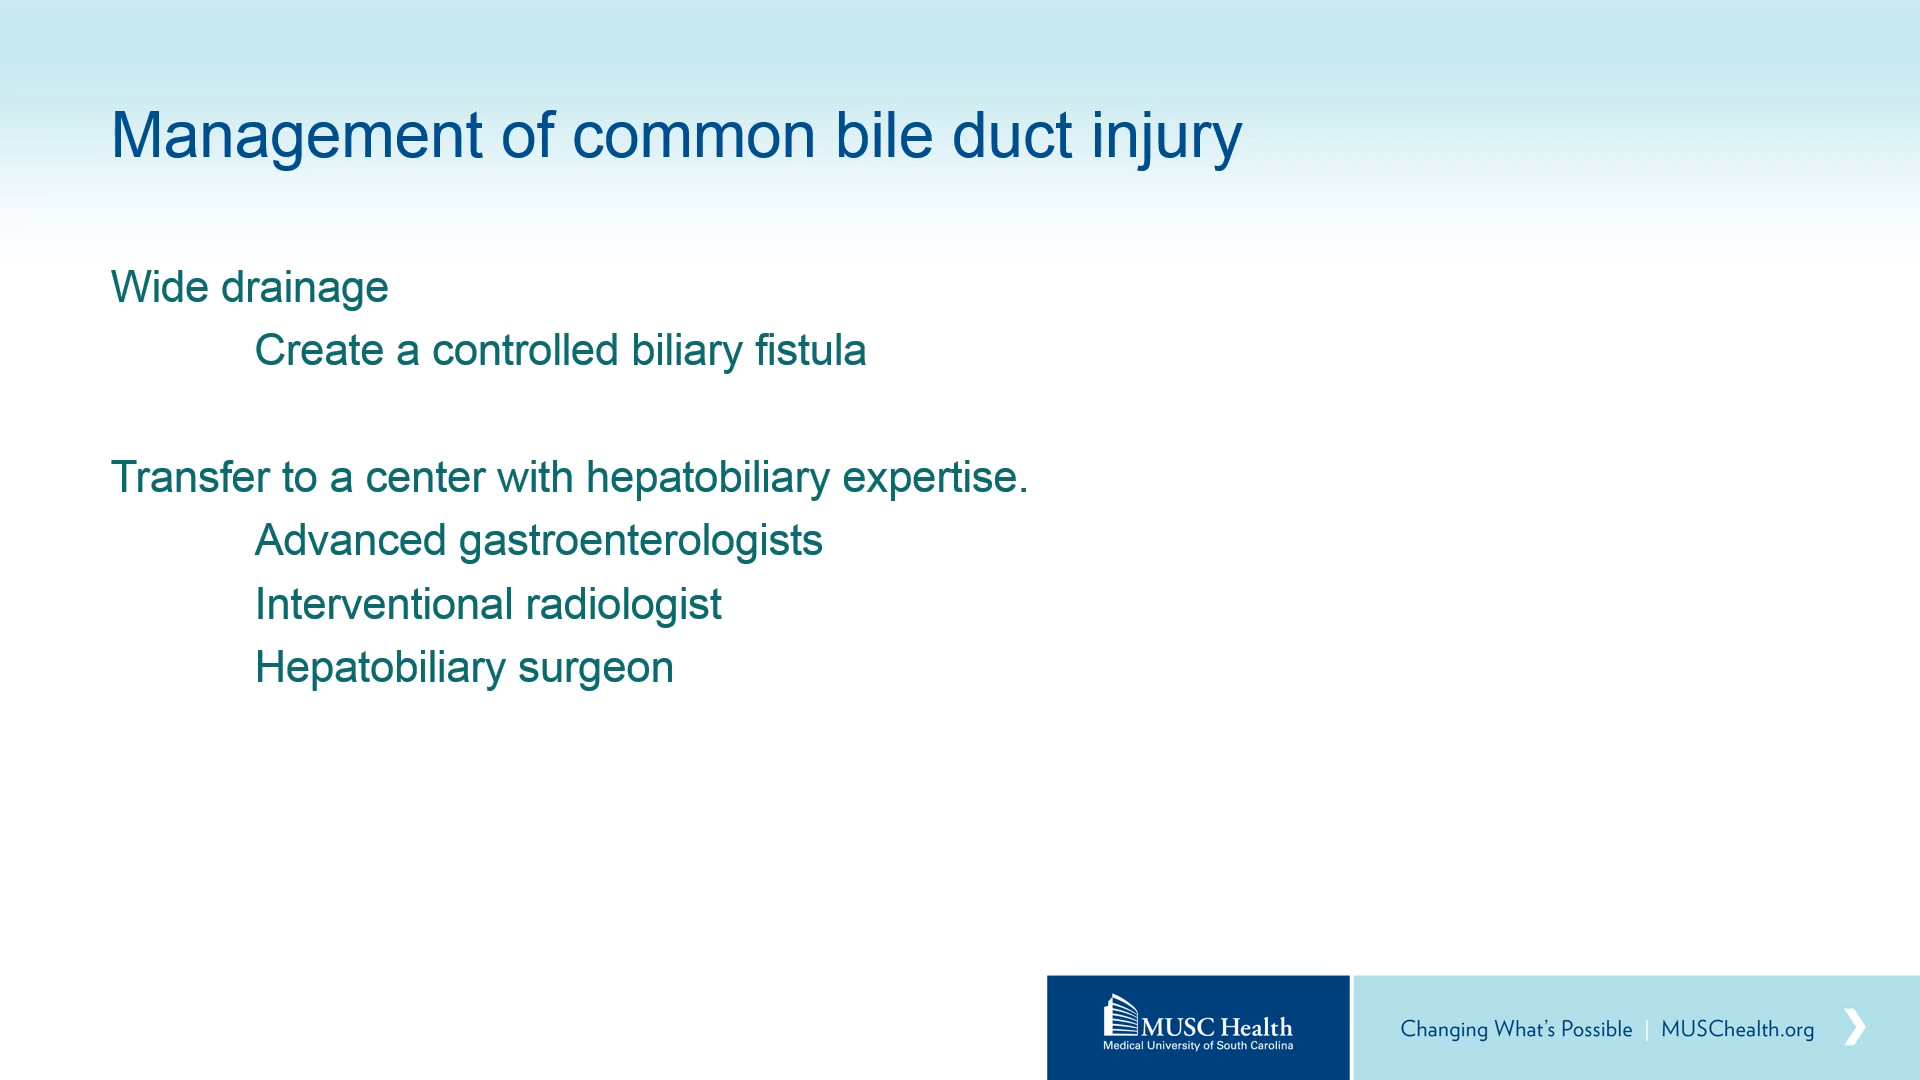 Management of common bile duct injury
Wide drainage
Create a controlled biliary fistula
Transfer to a center with hepatobiliary expertise.
Advanced gastroenterologists
Interventional radiologist
Hepatobiliary surgeon
MUSC Health
Medical University of South Carolina
Changing What's Possible | MUSChealth.org